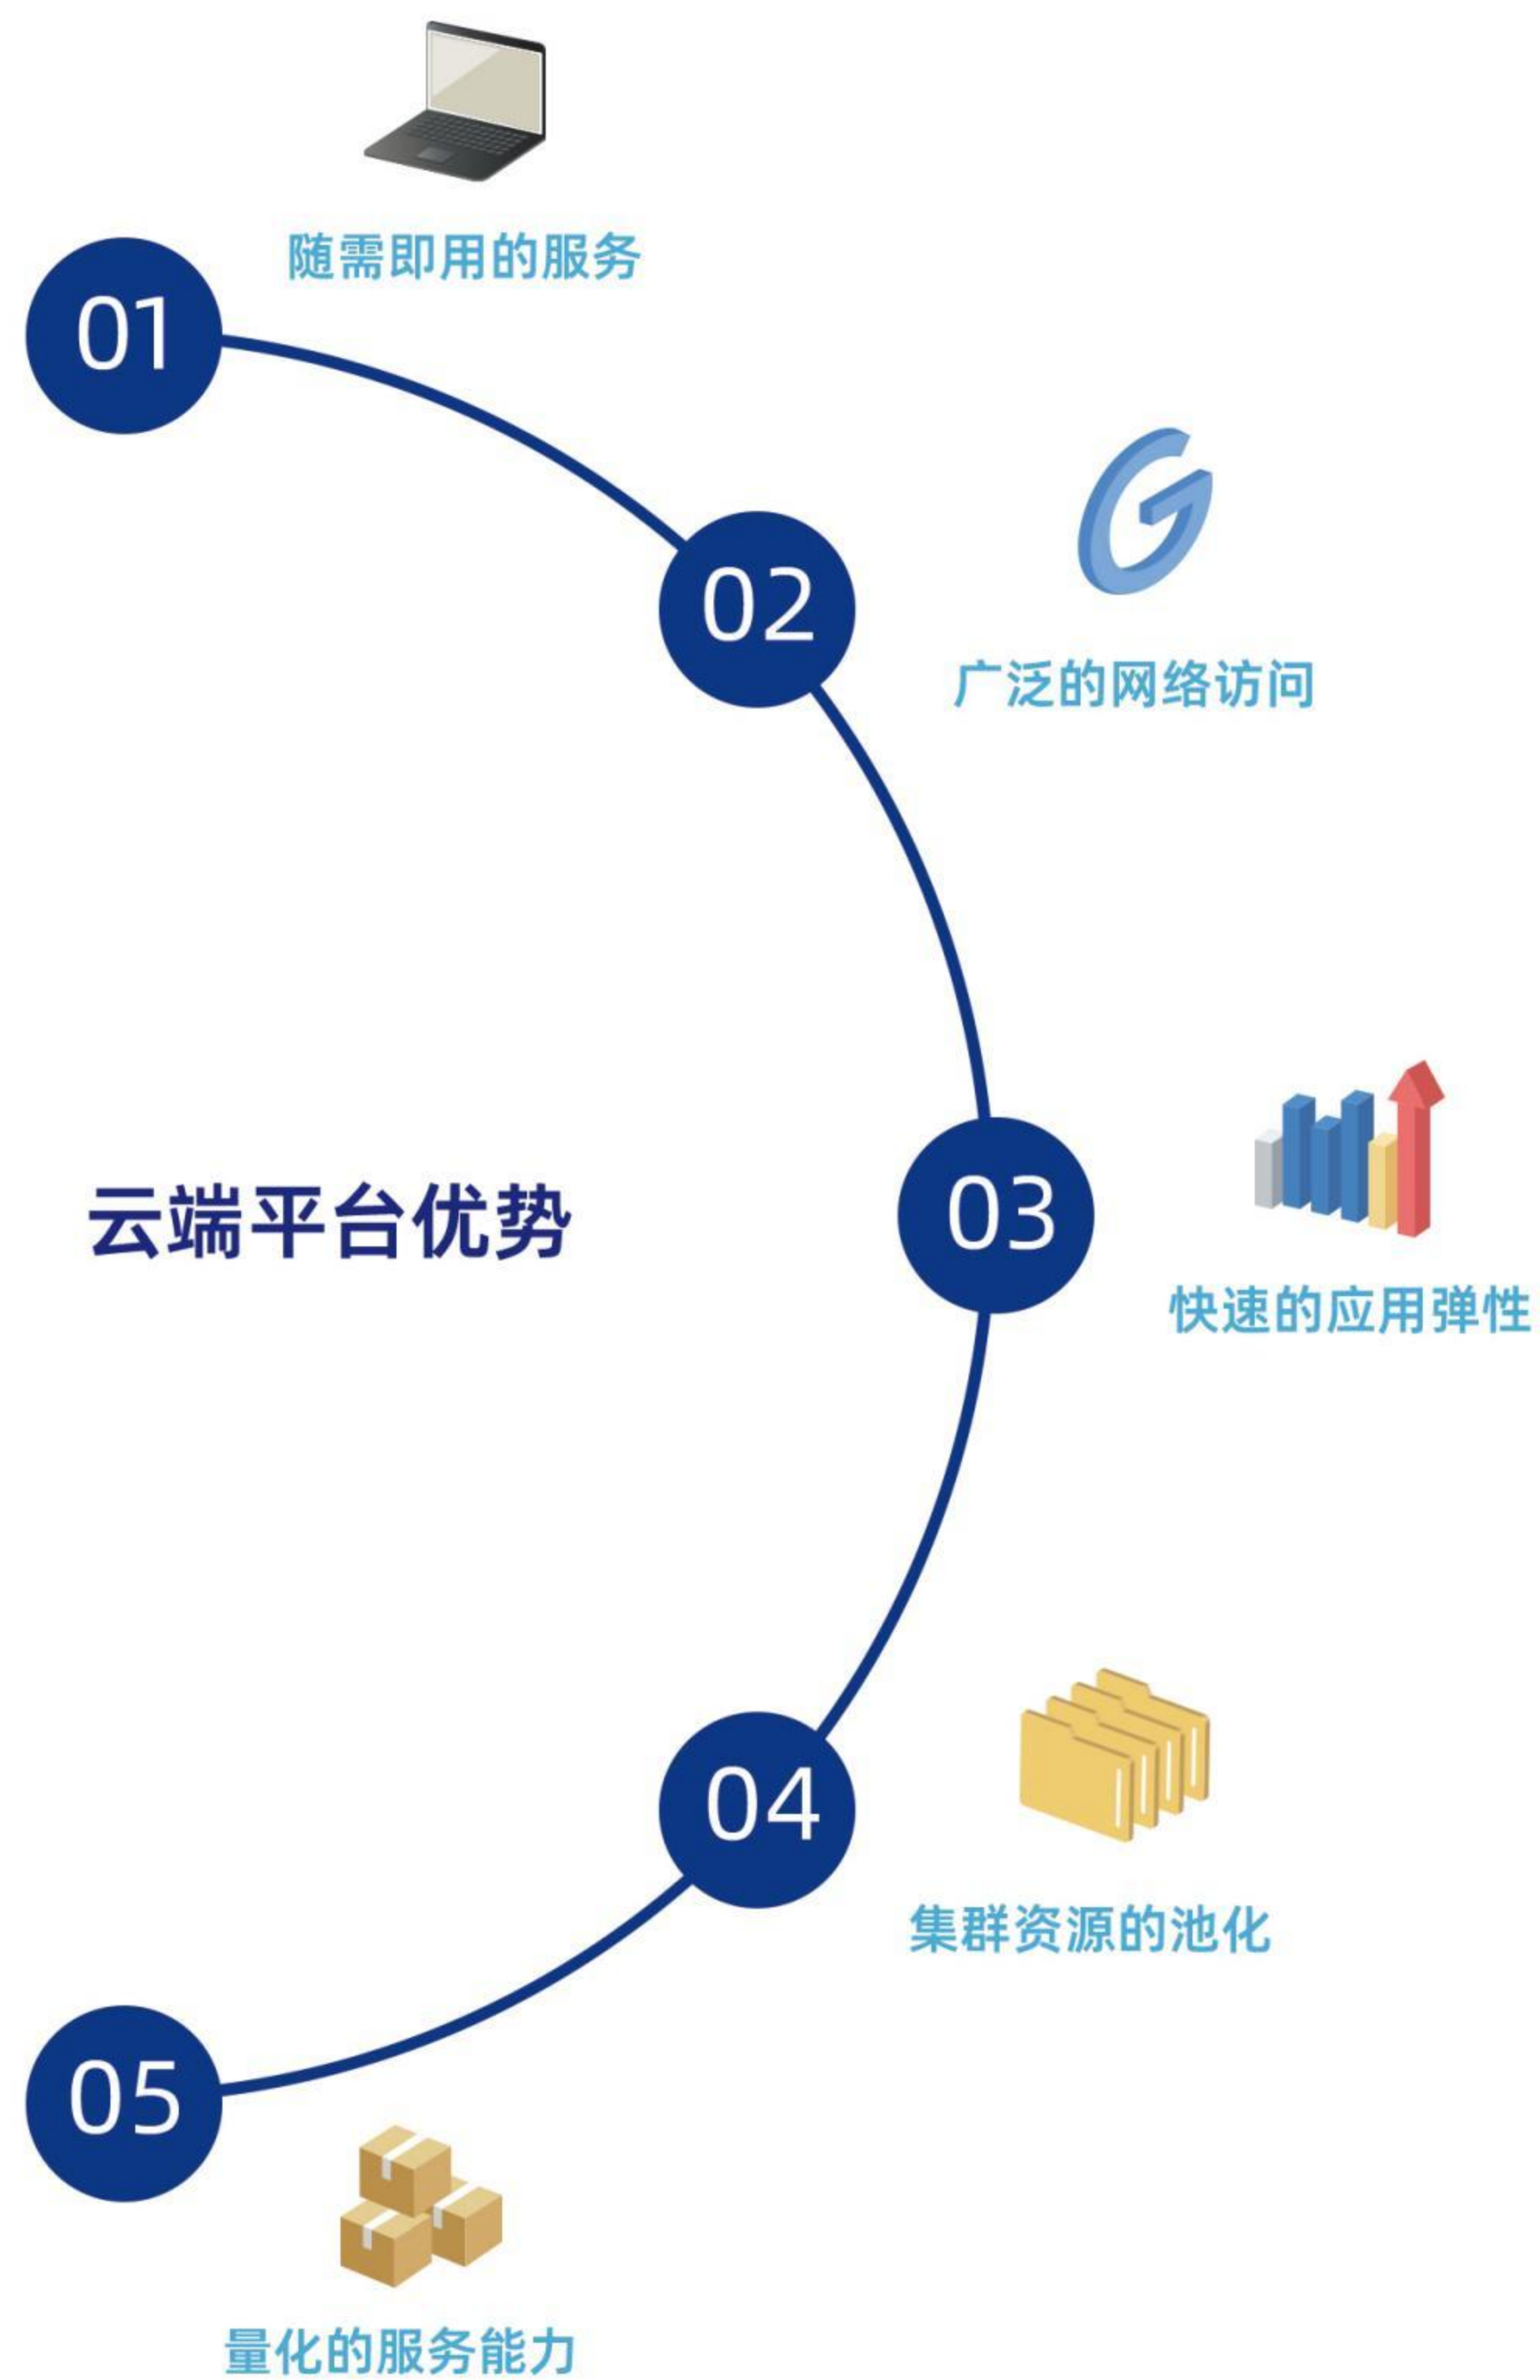 随需即用的服务
01
02
广泛的网络访问
云端平台优势
03
快速的应用弹性
04
集群资源的池化
05
量化的服务能力